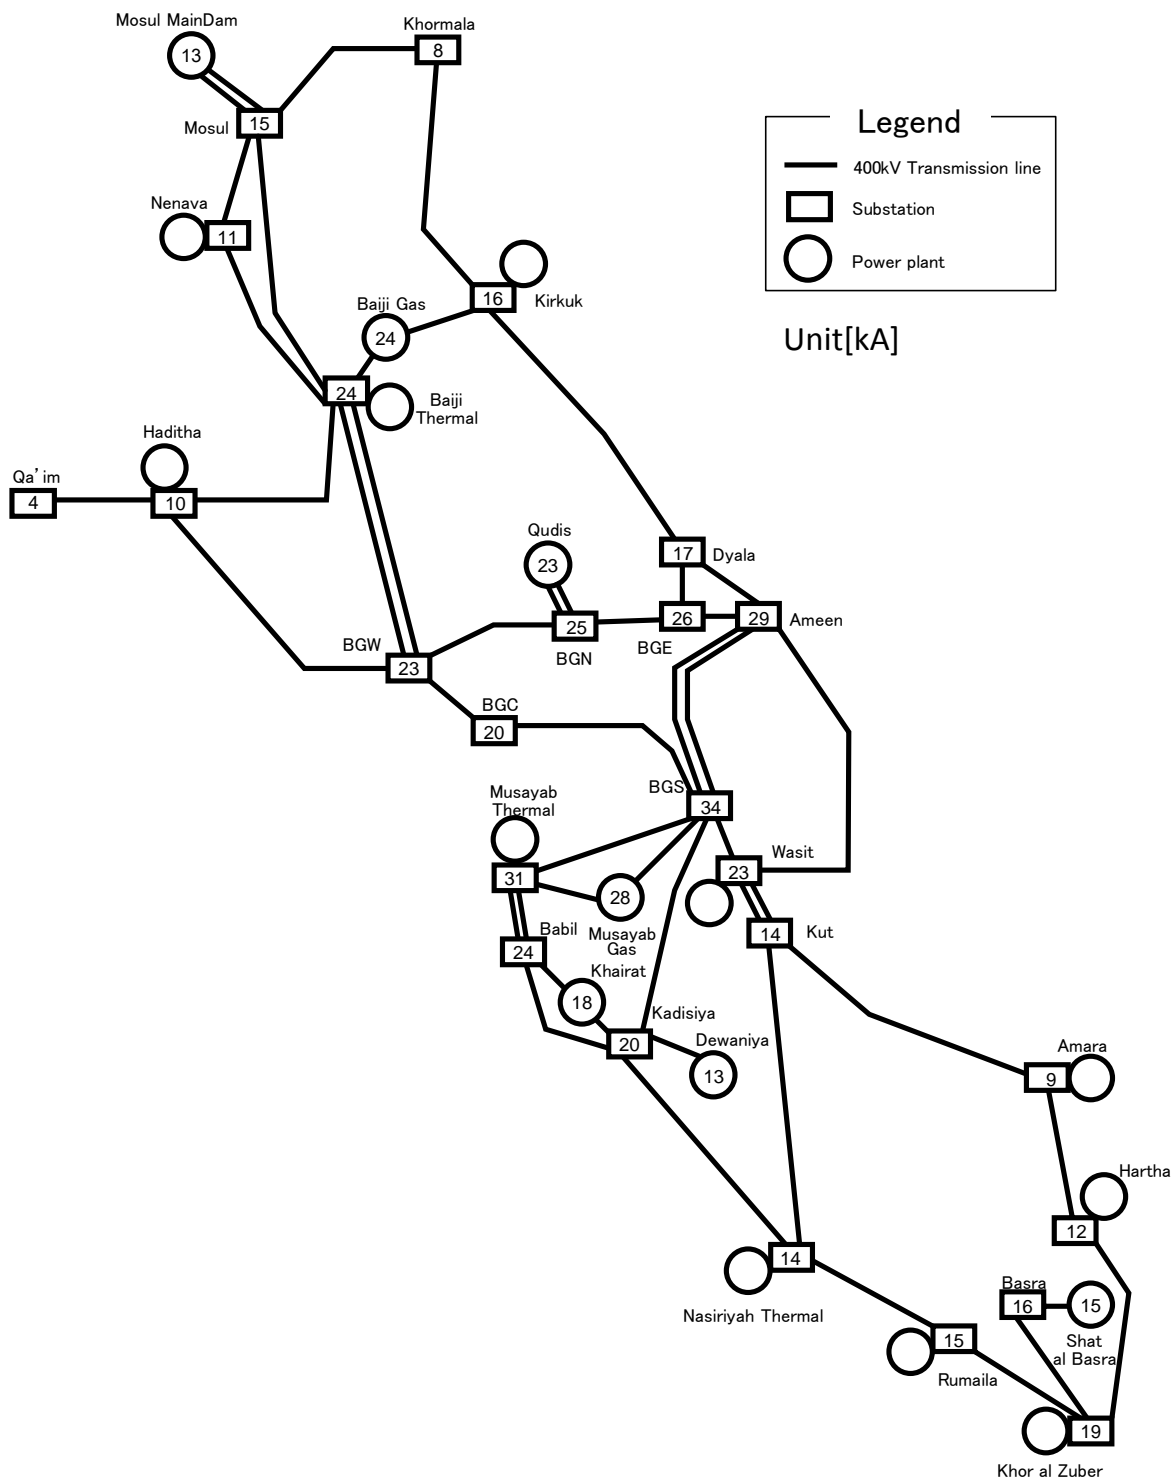 Mosul MainDam
13
Khormala
8
Mosul
15
Legend
400kV Transmission line
Substation
Power plant
Unit[kA]
Nenava
11
16
Kirkuk
Baiji Gas
24
24
Baiji
Thermal
Haditha
Qa'im
4
10
Qudis
23
17
Dyala
25
BGN
26
BGE
29
Ameen
BGW
23
BGC
20
BGS
34
Musayab
Thermal
31
28
Musayab
Gas
Wasit
23
14
Kut
Babil
24
Khairat
18
Kadisiya
20
Dewaniya
13
Amara
9
Hartha
12
14
Nasiriyah Thermal
Basra
16
15
Shat
al Basra
15
Rumaila
19
Khor al Zuber